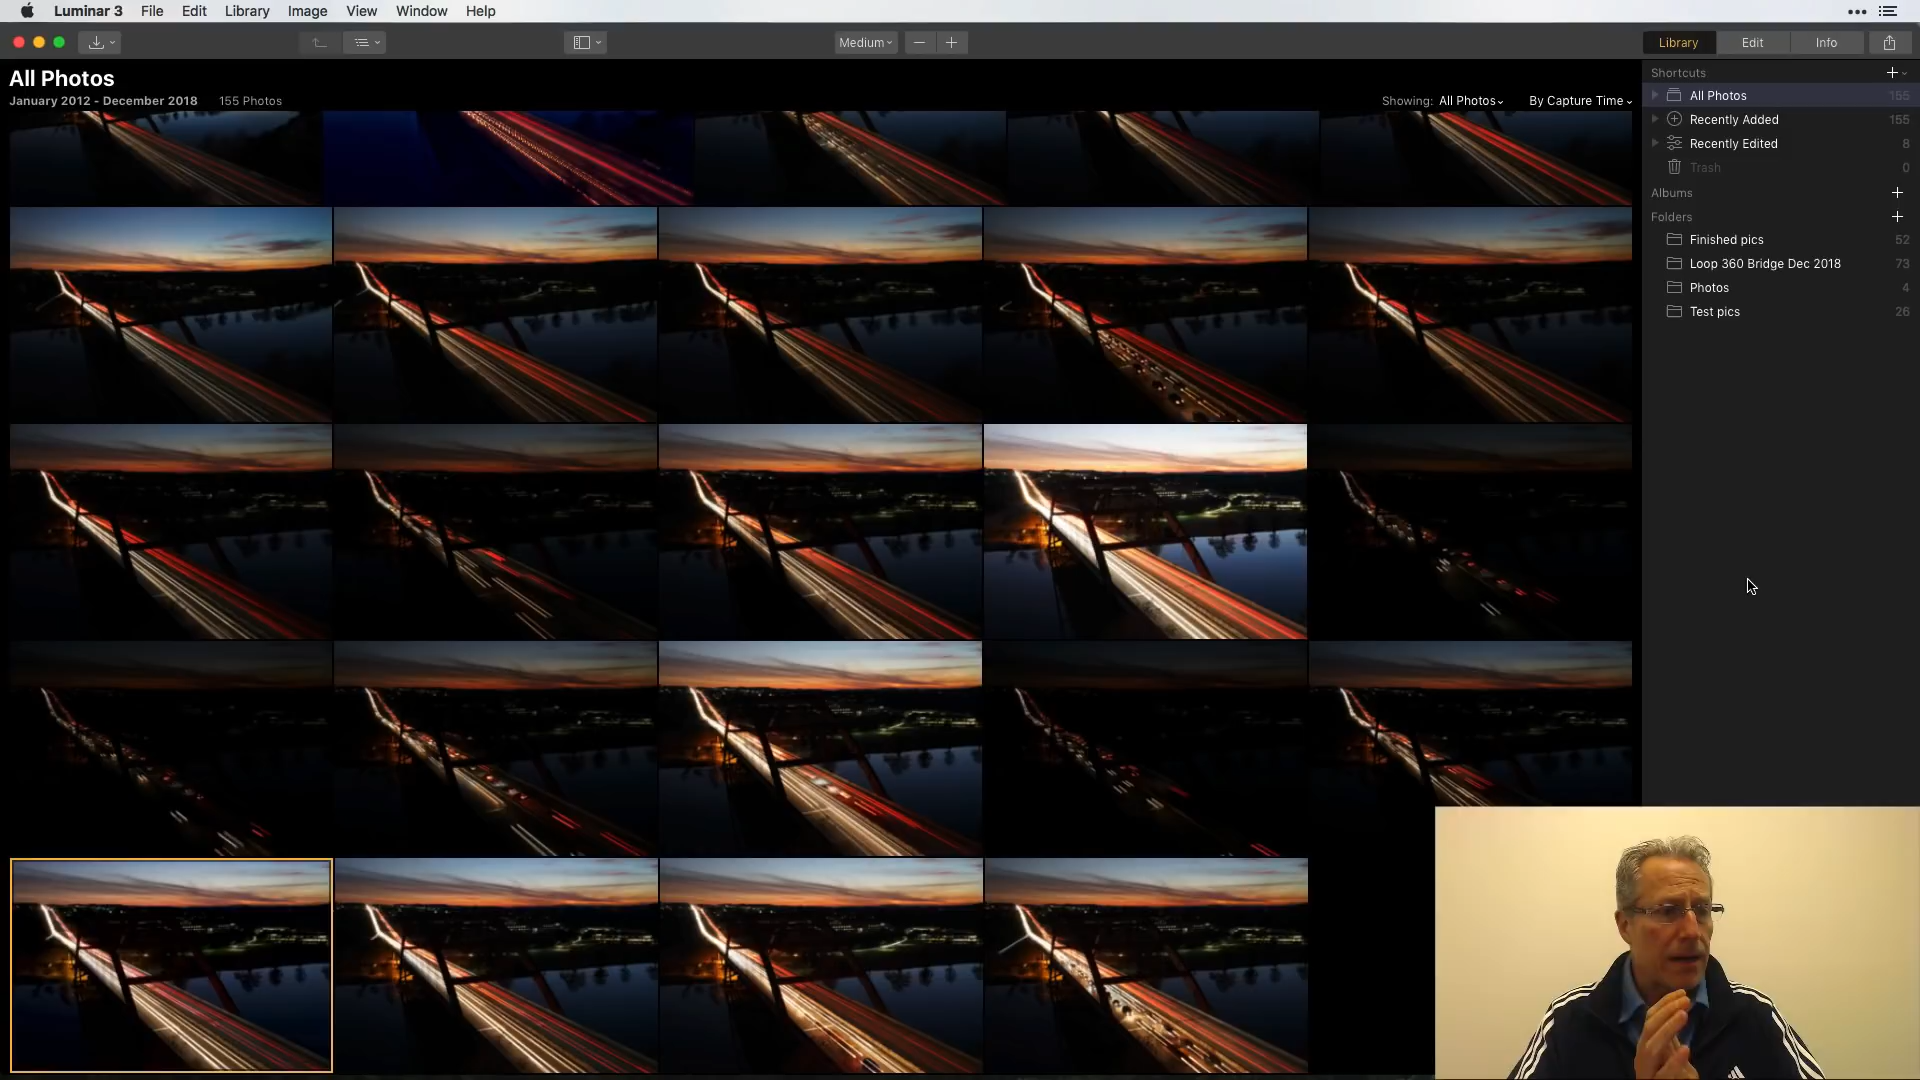 Luminar 3 File Edit Library Image View Window Help
Medium Library Edit Info
All Photos
January 2012 - December 2018 155 Photos Showing: All Photos By Capture Time
Shortcuts
All Photos 155
Recently Added 155
Recently Edited 8
Trash 0
Albums
Folders
Finished pics 52
Loop 360 Bridge Dec 2018 73
Photos 4
Test pics 26